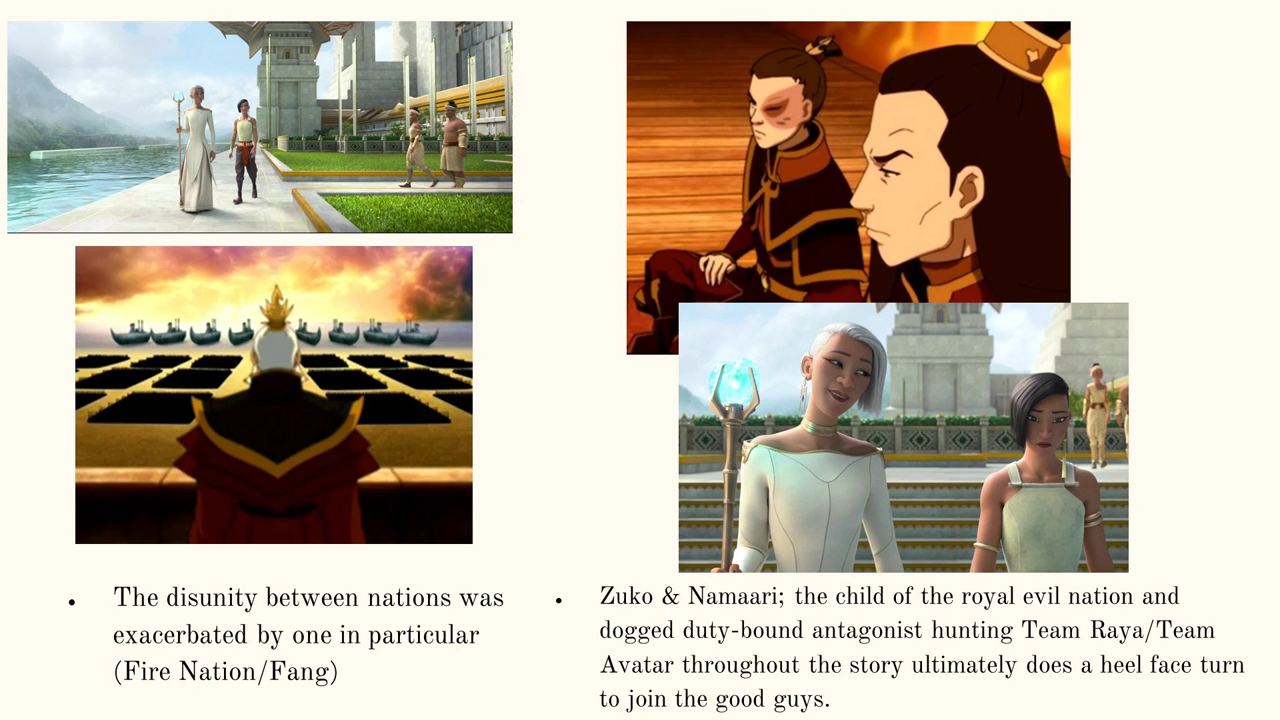 • The disunity between nations was
exacerbated by one in particular
(Fire Nation/Fang)
• Zuko & Namaari; the child of the royal evil nation and
dogged duty-bound antagonist hunting Team Raya/Team
Avatar throughout the story ultimately does a heel face turn
to join the good guys.